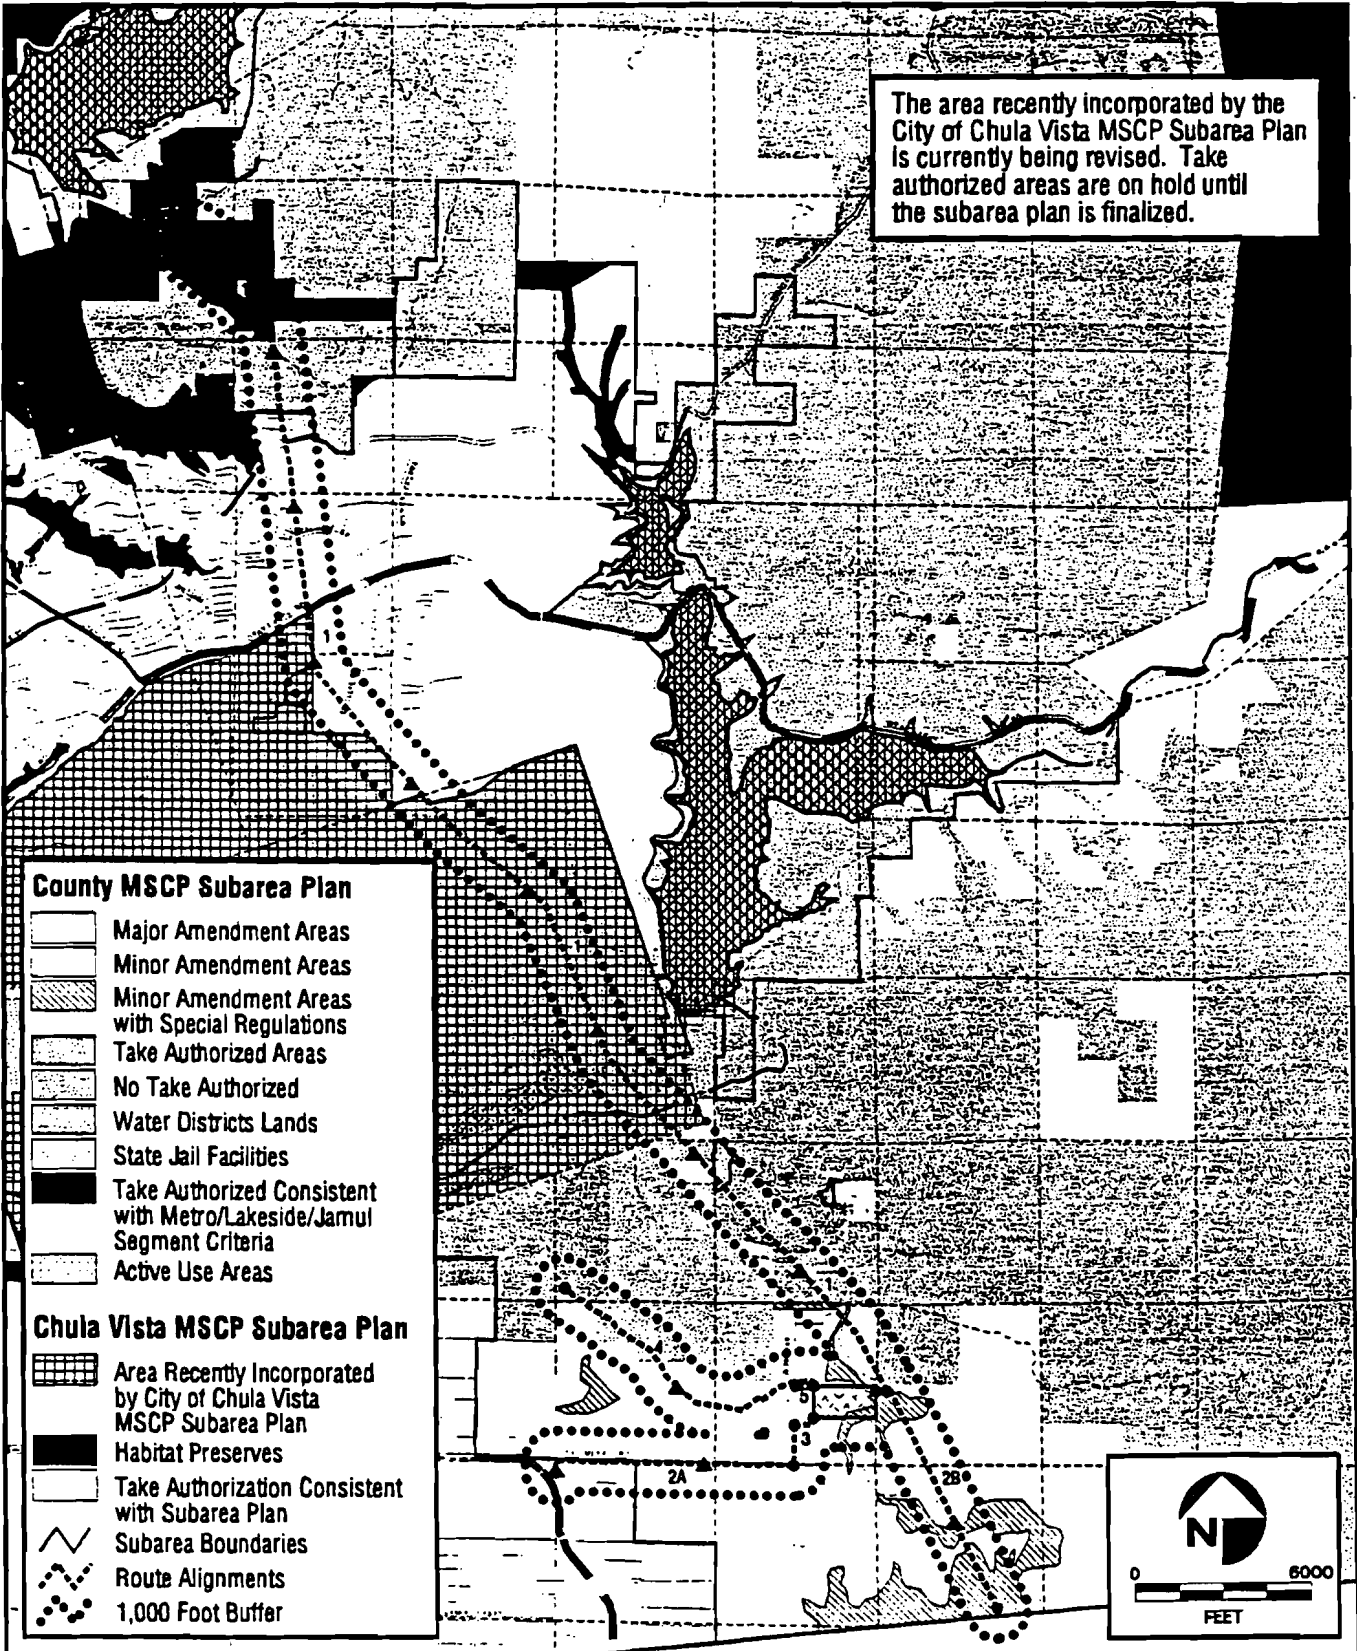 The area recently incorporated by the
City of Chula Vista MSCP Subarea Plan
is currently being revised. Take
authorized areas are on hold until
the subarea plan is finalized.
1
1
1
5
3
2A
2B
4
County MSCP Subarea Plan
Major Amendment Areas
Minor Amendment Areas
Minor Amendment Areas
with Special Regulations
Take Authorized Areas
No Take Authorized
Water Districts Lands
State Jail Facilities
Take Authorized Consistent
with Metro/Lakeside/Jamul
Segment Criteria
Active Use Areas
Chula Vista MSCP Subarea Plan
Area Recently Incorporated
by City of Chula Vista
MSCP Subarea Plan
Habitat Preserves
Take Authorization Consistent
with Subarea Plan
Subarea Boundaries
Route Alignments
1,000 Foot Buffer
N
0 6000
FEET